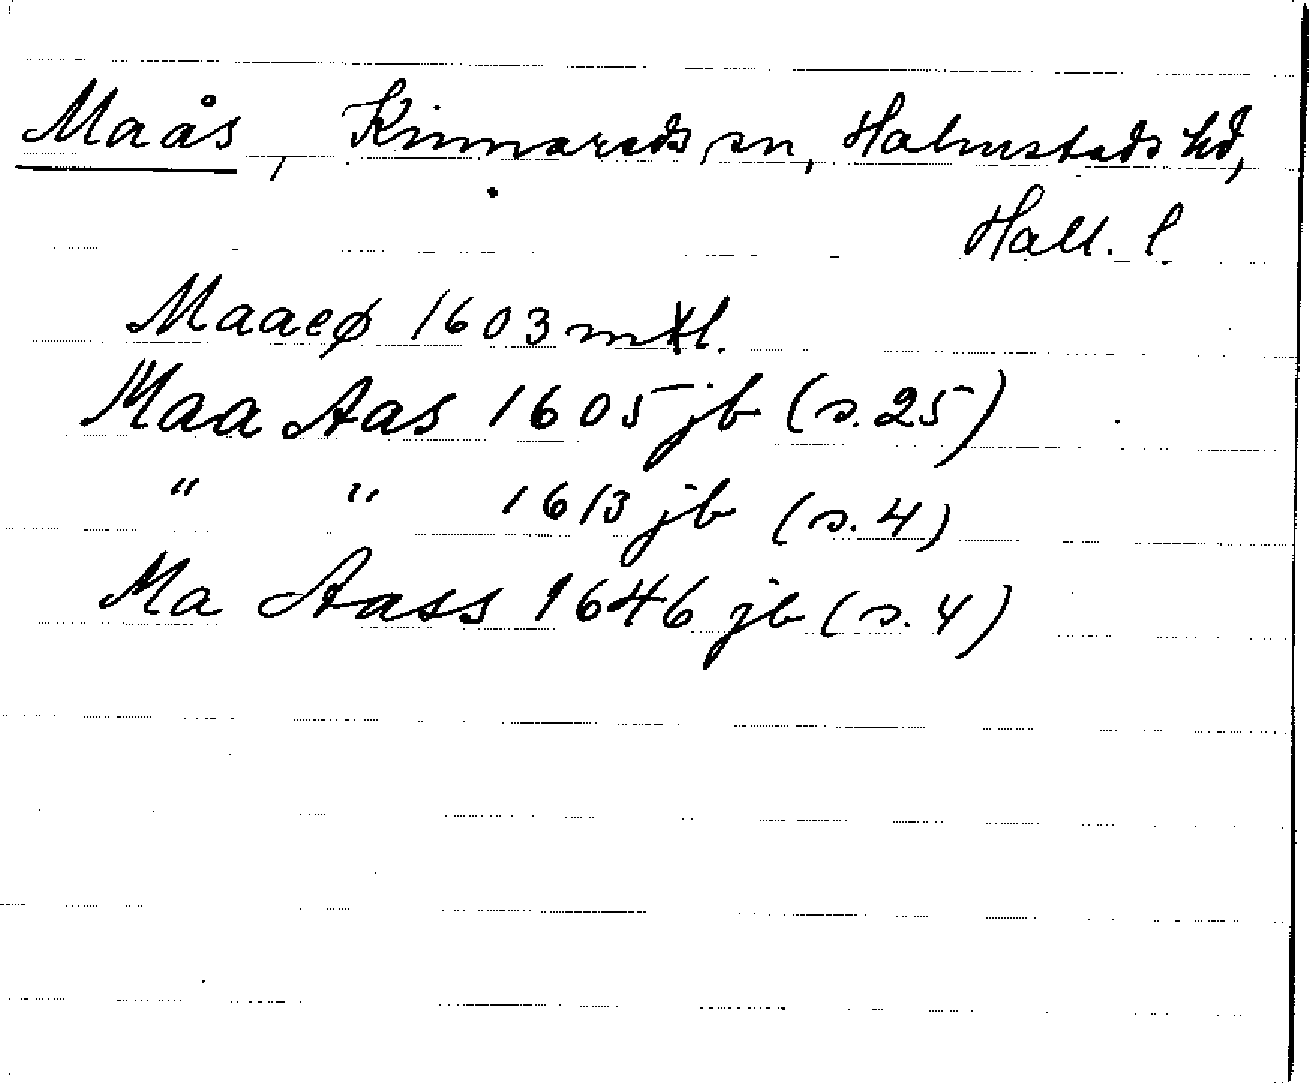 Maås, Kinnareds sn, Halmstads hd,
Hall. l.
Maaeø 1603 mtl.
Maa Aas 1605 jb (s. 25)
" " 1613 jb (s. 4)
Ma Aass 1646 jb (s. 4)